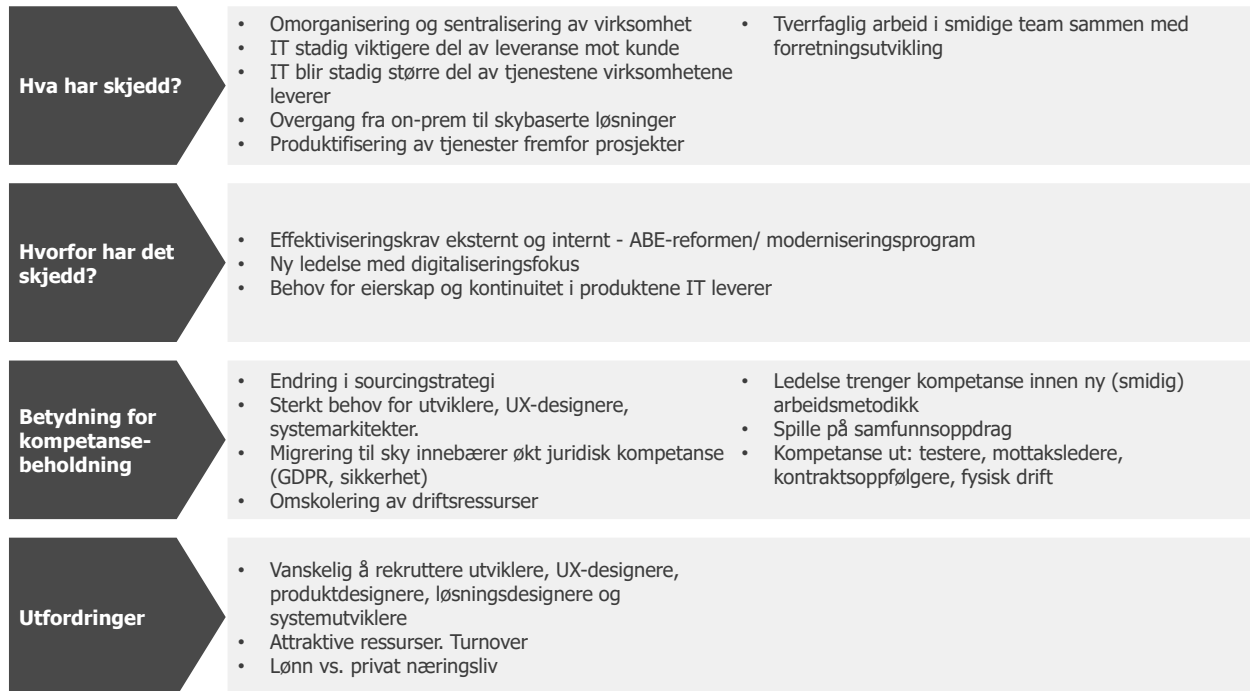 Hva har skjedd?
• Omorganisering og sentralisering av virksomhet
• IT stadig viktigere del av leveranse mot kunde
• IT blir stadig større del av tjenestene virksomhetene
leverer
• Overgang fra on-prem til skybaserte løsninger
• Produktifisering av tjenester fremfor prosjekter
• Tverrfaglig arbeid i smidige team sammen med
forretningsutvikling
Hvorfor har det
skjedd?
• Effektiviseringskrav eksternt og internt - ABE-reformen/ moderniseringsprogram
• Ny ledelse med digitaliseringsfokus
• Behov for eierskap og kontinuitet i produktene IT leverer
Betydning for
kompetanse-
beholdning
• Endring i sourcingstrategi
• Sterkt behov for utviklere, UX-designere,
systemarkitekter.
• Migrering til sky innebærer økt juridisk kompetanse
(GDPR, sikkerhet)
• Omskolering av driftsressurser
• Ledelse trenger kompetanse innen ny (smidig)
arbeidsmetodikk
• Spille på samfunnsoppdrag
• Kompetanse ut: testere, mottaksledere,
kontraktsoppfølgere, fysisk drift
Utfordringer
• Vanskelig å rekruttere utviklere, UX-designere,
produktdesignere, løsningsdesignere og
systemutviklere
• Attraktive ressurser. Turnover
• Lønn vs. privat næringsliv